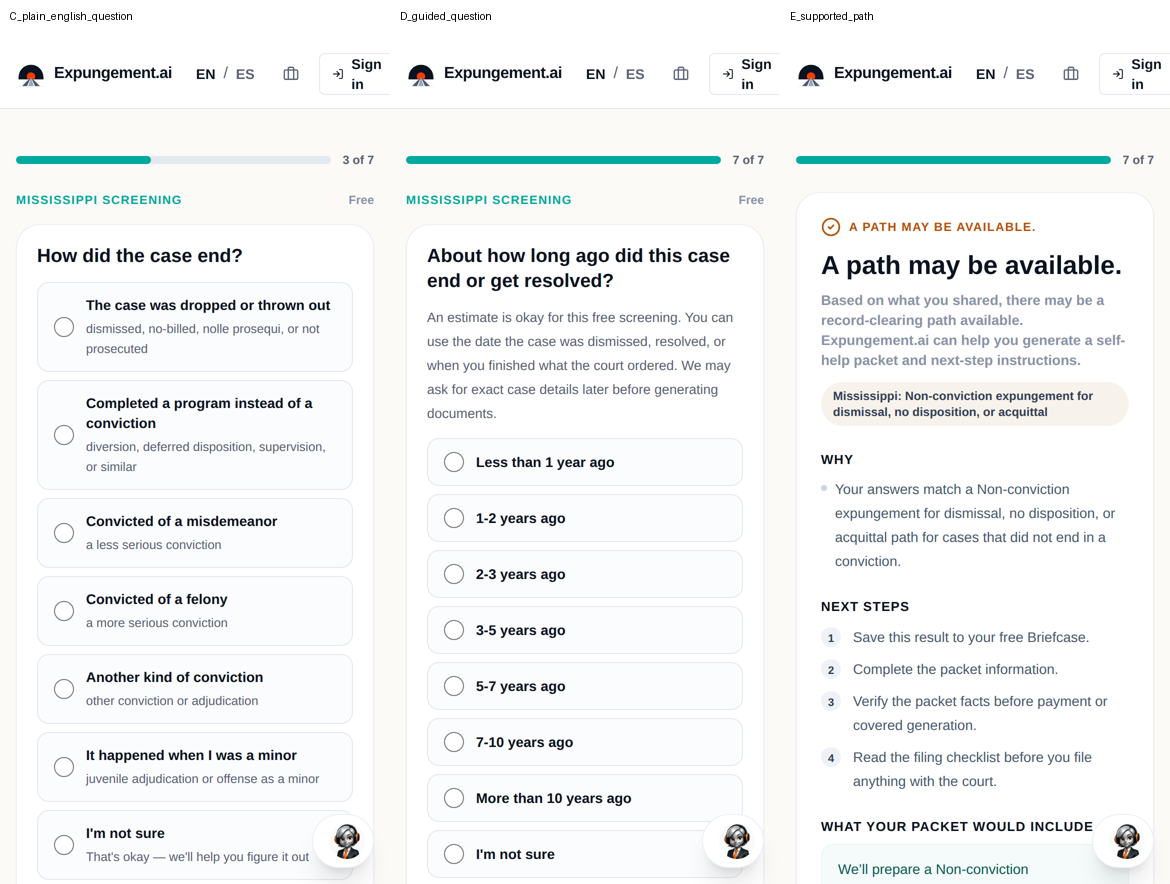 C_plain_english_question
Expungement.ai
EN / ES
Sign
in
3 of 7
MISSISSIPPI SCREENING
Free
How did the case end?
The case was dropped or thrown out
dismissed, no-billed, nolle prosequi, or not
prosecuted
Completed a program instead of a
conviction
diversion, deferred disposition, supervision,
or similar
Convicted of a misdemeanor
a less serious conviction
Convicted of a felony
a more serious conviction
Another kind of conviction
other conviction or adjudication
It happened when I was a minor
juvenile adjudication or offense as a minor
I'm not sure
That's okay — we'll help you figure it out
D_guided_question
Expungement.ai
EN / ES
Sign
in
7 of 7
MISSISSIPPI SCREENING
Free
About how long ago did this case
end or get resolved?
An estimate is okay for this free screening. You can
use the date the case was dismissed, resolved, or
when you finished what the court ordered. We may
ask for exact case details later before generating
documents.
Less than 1 year ago
1-2 years ago
2-3 years ago
3-5 years ago
5-7 years ago
7-10 years ago
More than 10 years ago
I'm not sure
E_supported_path
Expungement.ai
EN / ES
Sign
in
7 of 7
A PATH MAY BE AVAILABLE.
A path may be available.
Based on what you shared, there may be a
record-clearing path available.
Expungement.ai can help you generate a self-
help packet and next-step instructions.
Mississippi: Non-conviction expungement for
dismissal, no disposition, or acquittal
WHY
Your answers match a Non-conviction
expungement for dismissal, no disposition, or
acquittal path for cases that did not end in a
conviction.
NEXT STEPS
1 Save this result to your free Briefcase.
2 Complete the packet information.
3 Verify the packet facts before payment or
covered generation.
4 Read the filing checklist before you file
anything with the court.
WHAT YOUR PACKET WOULD INCLUDE
We'll prepare a Non-conviction